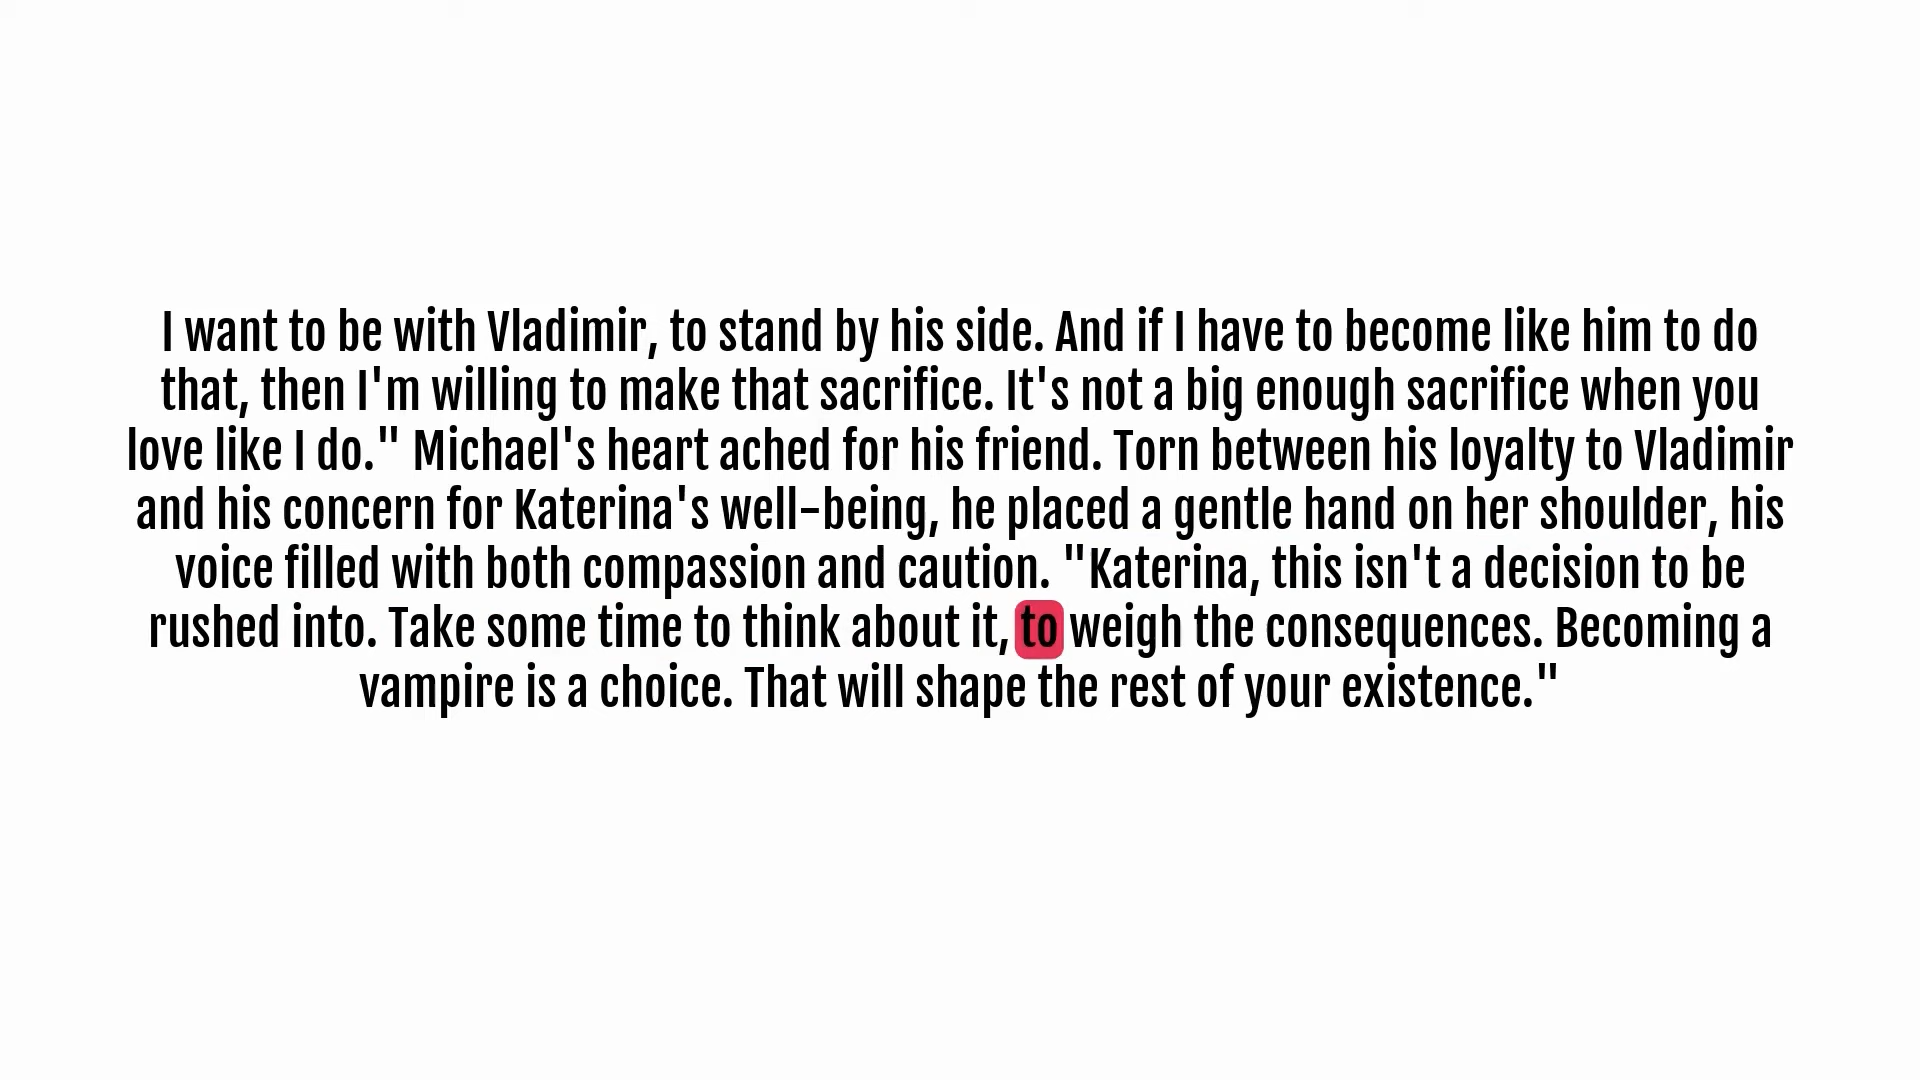 I want to be with Vladimir, to stand by his side. And if I have to become like him to do
that, then I'm willing to make that sacrifice. It's not a big enough sacrifice when you
love like I do." Michael's heart ached for his friend. Torn between his loyalty to Vladimir
and his concern for Katerina's well-being, he placed a gentle hand on her shoulder, his
voice filled with both compassion and caution. "Katerina, this isn't a decision to be
rushed into. Take some time to think about it, to weigh the consequences. Becoming a
vampire is a choice. That will shape the rest of your existence."